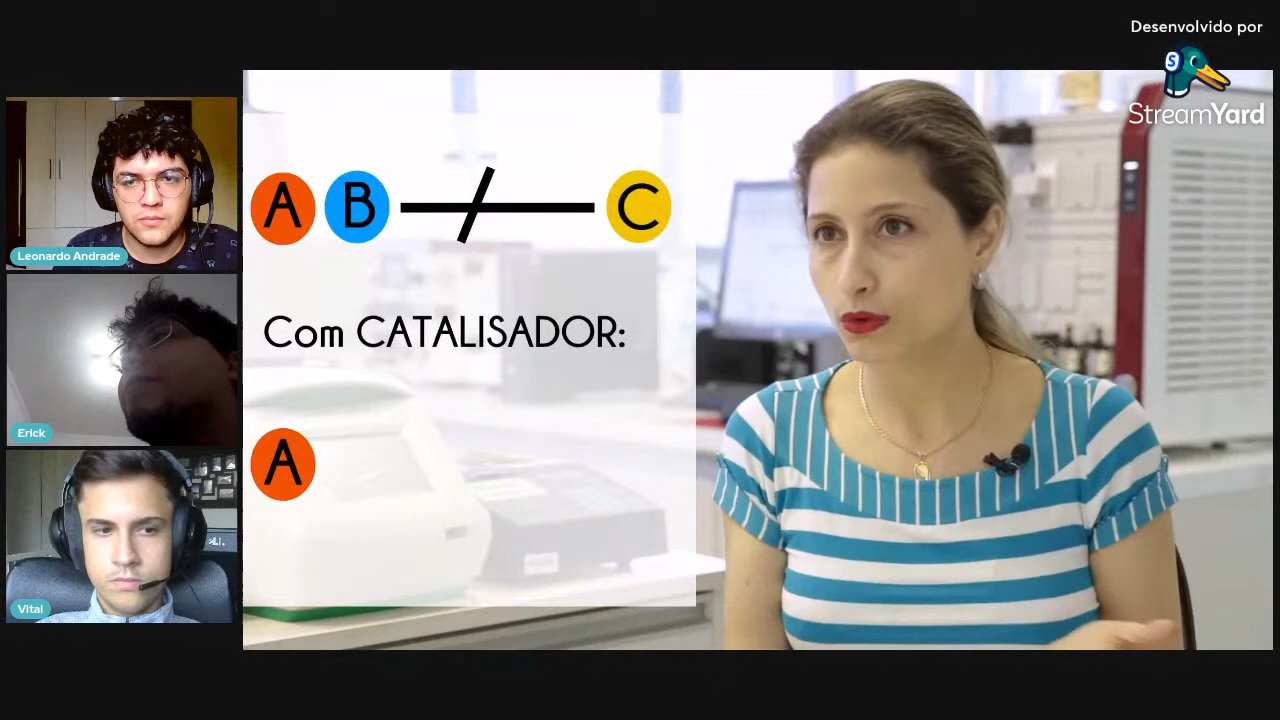 Desenvolvido por
StreamYard
Leonardo Andrade
Erick
Vital
A B C
Com CATALISADOR:
A